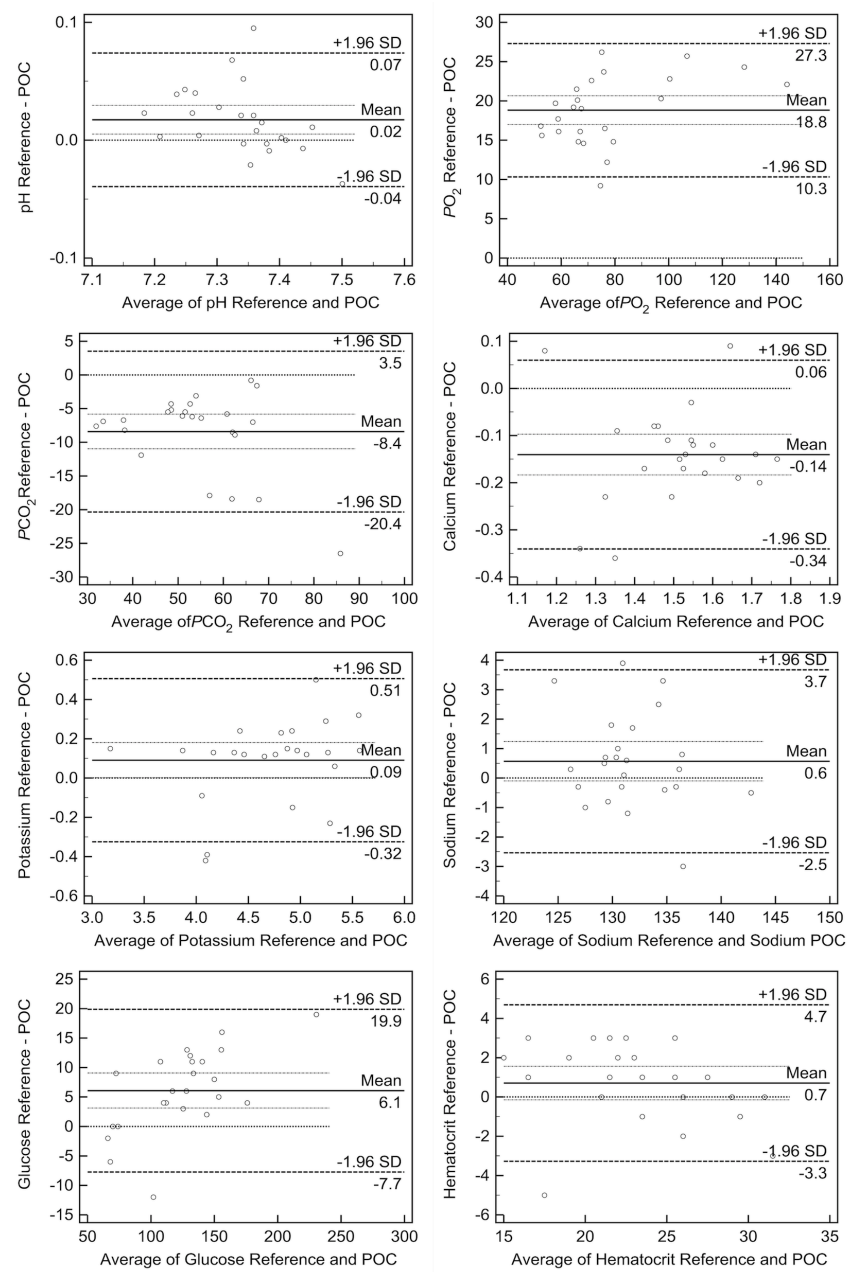 0.1
0.0
-0.1
pH Reference - POC
+1.96 SD
0.07
Mean
0.02
-1.96 SD
-0.04
7.1 7.2 7.3 7.4 7.5 7.6
Average of pH Reference and POC
30
25
20
15
10
5
0
PO2 Reference - POC
+1.96 SD
27.3
Mean
18.8
-1.96 SD
10.3
40 60 80 100 120 140 160
Average ofPO2 Reference and POC
5
0
-5
-10
-15
-20
-25
-30
PCO2Reference - POC
+1.96 SD
3.5
Mean
-8.4
-1.96 SD
-20.4
30 40 50 60 70 80 90 100
Average ofPCO2 Reference and POC
0.1
0.0
-0.1
-0.2
-0.3
-0.4
Calcium Reference - POC
+1.96 SD
0.06
Mean
-0.14
-1.96 SD
-0.34
1.1 1.2 1.3 1.4 1.5 1.6 1.7 1.8 1.9
Average of Calcium Reference and POC
0.6
0.4
0.2
0.0
-0.2
-0.4
-0.6
Potassium Reference - POC
+1.96 SD
0.51
Mean
0.09
-1.96 SD
-0.32
3.0 3.5 4.0 4.5 5.0 5.5 6.0
Average of Potassium Reference and POC
4
3
2
1
0
-1
-2
-3
-4
Sodium Reference - POC
+1.96 SD
3.7
Mean
0.6
-1.96 SD
-2.5
120 125 130 135 140 145 150
Average of Sodium Reference and Sodium POC
25
20
15
10
5
0
-5
-10
-15
Glucose Reference - POC
+1.96 SD
19.9
Mean
6.1
-1.96 SD
-7.7
50 100 150 200 250 300
Average of Glucose Reference and POC
6
4
2
0
-2
-4
-6
Hematocrit Reference - POC
+1.96 SD
4.7
Mean
0.7
-1.96 SD
-3.3
15 20 25 30 35
Average of Hematocrit Reference and POC